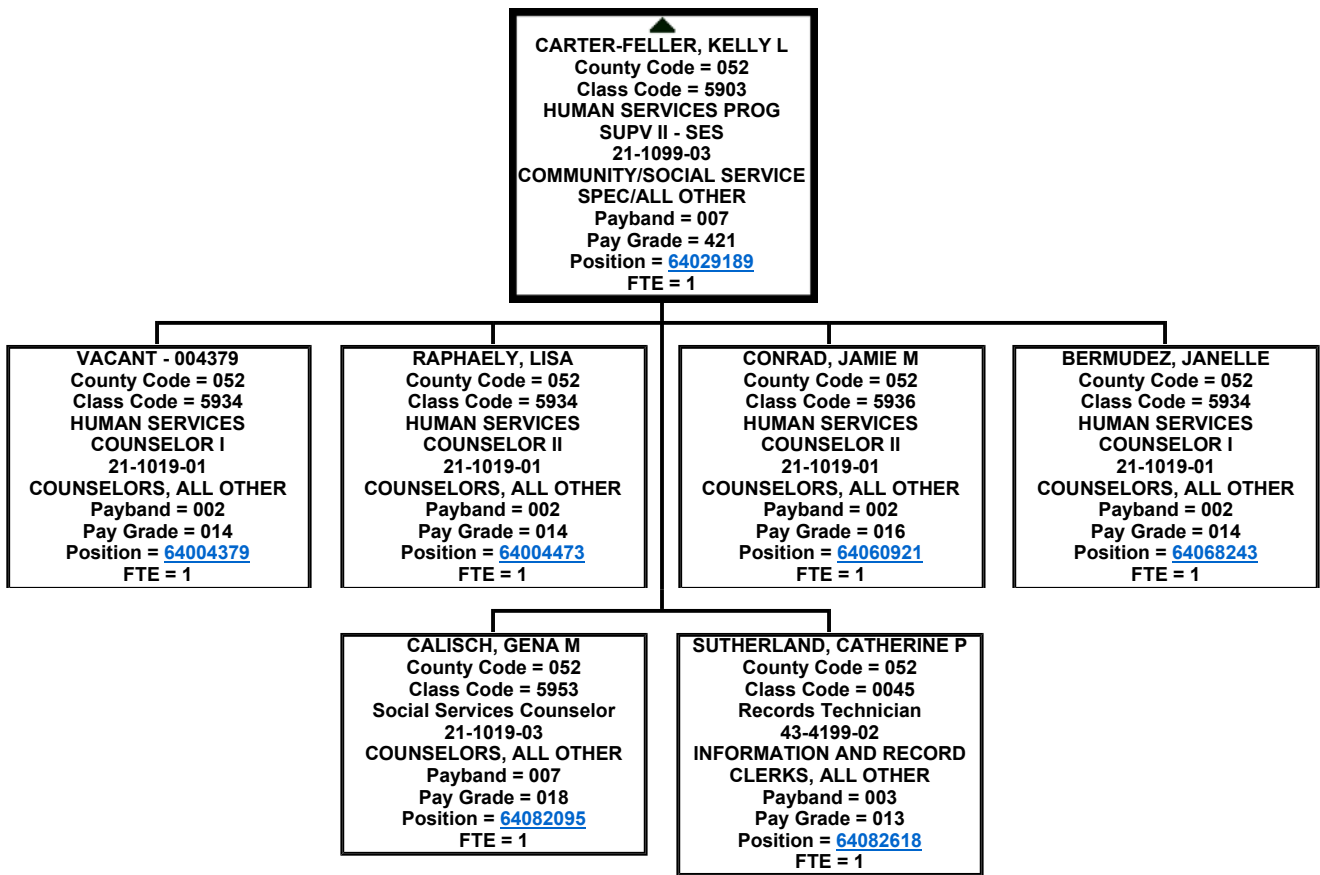 CARTER-FELLER, KELLY L
County Code = 052
Class Code = 5903
HUMAN SERVICES PROG
SUPV II - SES
21-1099-03
COMMUNITY/SOCIAL SERVICE
SPEC/ALL OTHER
Payband = 007
Pay Grade = 421
Position = 64029189
FTE = 1
VACANT - 004379
County Code = 052
Class Code = 5934
HUMAN SERVICES
COUNSELOR I
21-1019-01
COUNSELORS, ALL OTHER
Payband = 002
Pay Grade = 014
Position = 64004379
FTE = 1
RAPHAELY, LISA
County Code = 052
Class Code = 5934
HUMAN SERVICES
COUNSELOR II
21-1019-01
COUNSELORS, ALL OTHER
Payband = 002
Pay Grade = 014
Position = 64004473
FTE = 1
CONRAD, JAMIE M
County Code = 052
Class Code = 5936
HUMAN SERVICES
COUNSELOR II
21-1019-01
COUNSELORS, ALL OTHER
Payband = 002
Pay Grade = 016
Position = 64060921
FTE = 1
BERMUDEZ, JANELLE
County Code = 052
Class Code = 5934
HUMAN SERVICES
COUNSELOR I
21-1019-01
COUNSELORS, ALL OTHER
Payband = 002
Pay Grade = 014
Position = 64068243
FTE = 1
CALISCH, GENA M
County Code = 052
Class Code = 5953
Social Services Counselor
21-1019-03
COUNSELORS, ALL OTHER
Payband = 007
Pay Grade = 018
Position = 64082095
FTE = 1
SUTHERLAND, CATHERINE P
County Code = 052
Class Code = 0045
Records Technician
43-4199-02
INFORMATION AND RECORD
CLERKS, ALL OTHER
Payband = 003
Pay Grade = 013
Position = 64082618
FTE = 1